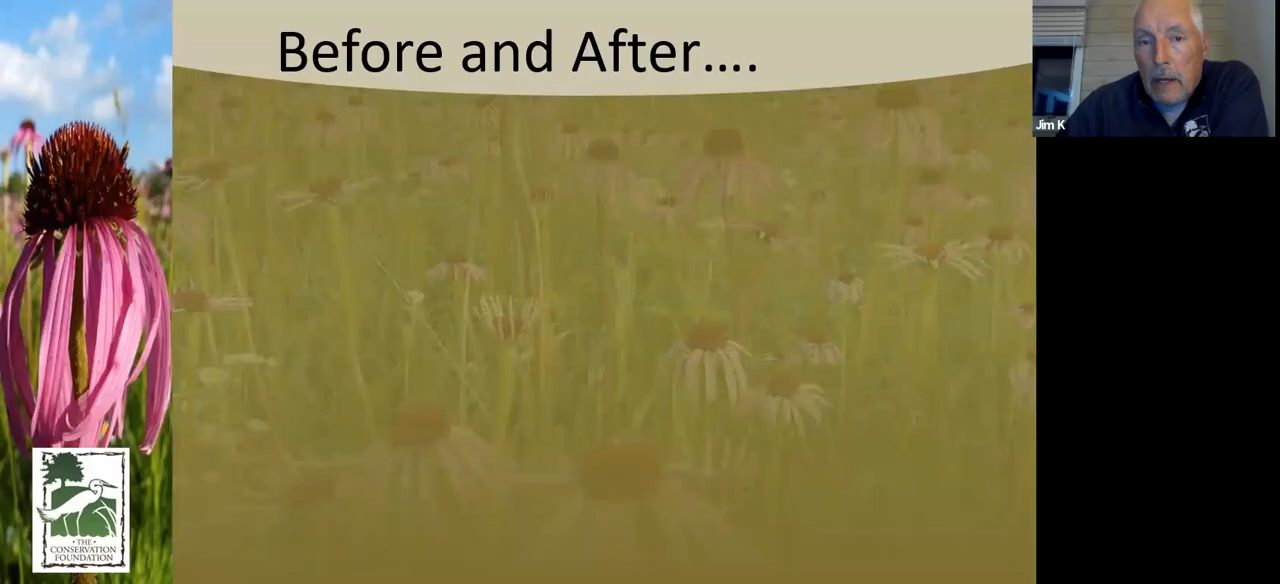 Before and After....
Jim K
• THE •
CONSERVATION
FOUNDATION